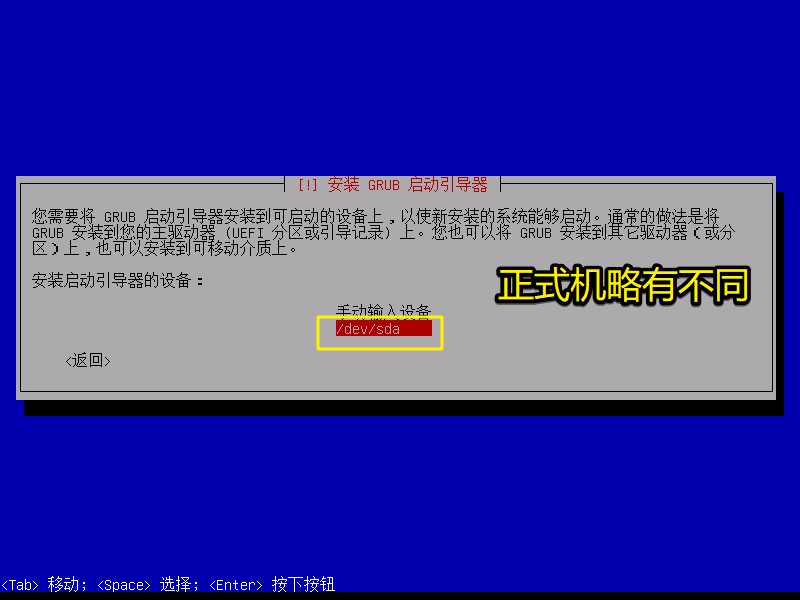 [!] 安装 GRUB 启动引导器
您需要将 GRUB 启动引导器安装到可启动的设备上，以使新安装的系统能够启动。通常的做法是将
GRUB 安装到您的主驱动器 (UEFI 分区或引导记录) 上。您也可以将 GRUB 安装到其它驱动器（或分
区）上，也可以安装到可移动介质上。
安装启动引导器的设备：
正式机略有不同
手动输入设备
/dev/sda
<返回>
<Tab> 移动; <Space> 选择; <Enter> 按下按钮